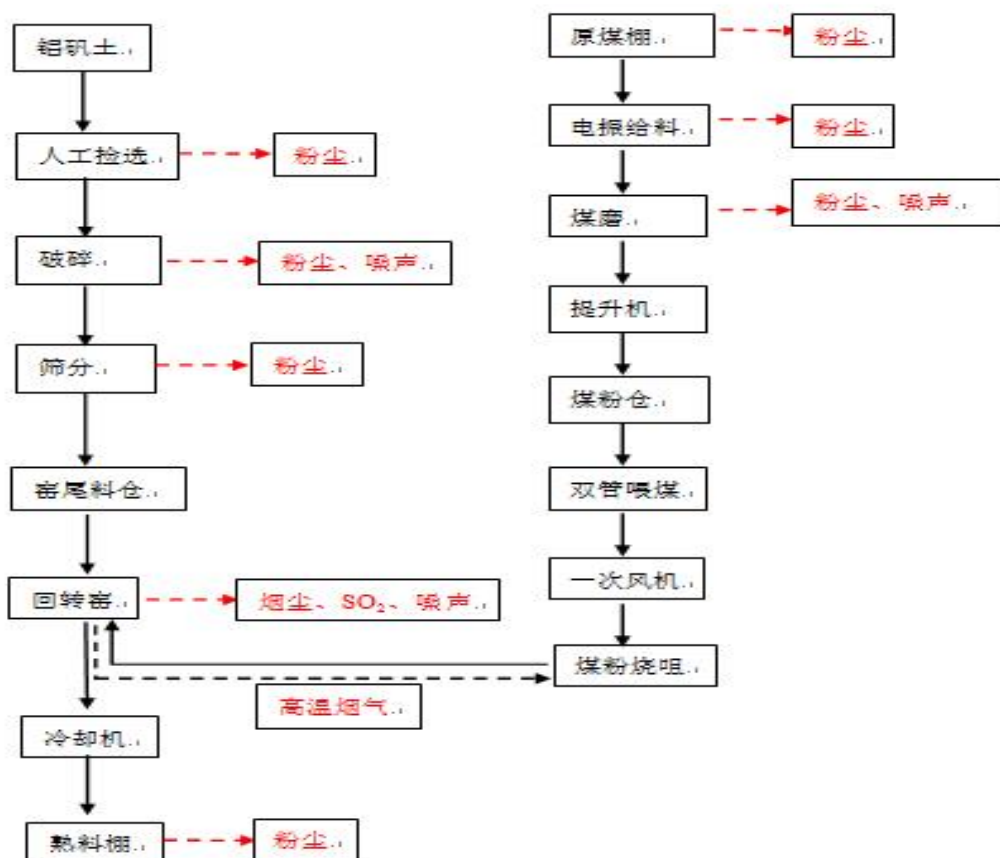 铝矾土
人工捡选
粉尘
破碎
粉尘、噪声
筛分
粉尘
窑尾料仓
回转窑
烟尘、SO₂、噪声
高温烟气
冷却机
熟料棚
粉尘
原煤棚
粉尘
电振给料
粉尘
煤磨
粉尘、噪声
提升机
煤粉仓
双管喂煤
一次风机
煤粉烧咀